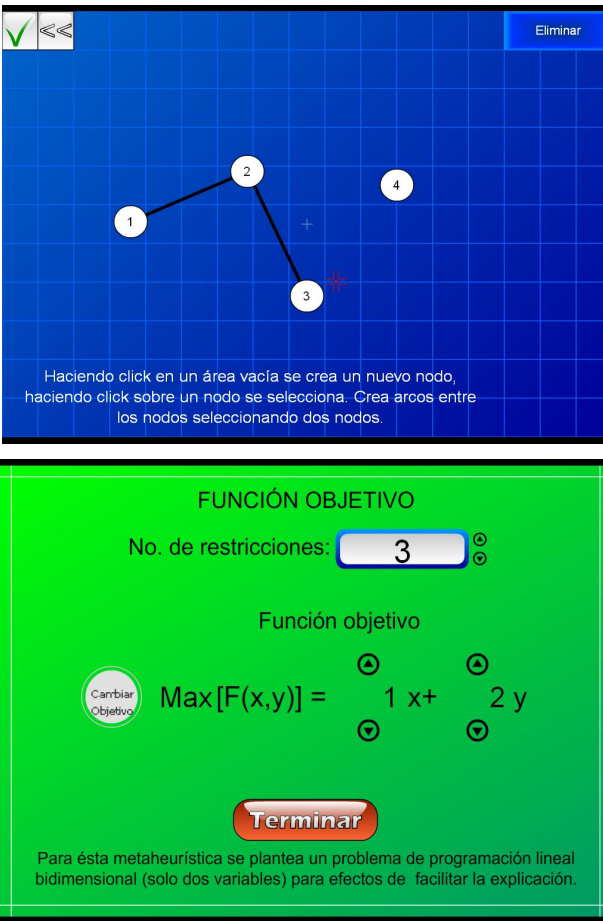 <<
Eliminar
2
4
1
3
Haciendo click en un área vacía se crea un nuevo nodo,
haciendo click sobre un nodo se selecciona. Crea arcos entre
los nodos seleccionando dos nodos.
FUNCIÓN OBJETIVO
No. de restricciones: 3
Función objetivo
Cambiar
Objetivo
Max[F(x,y)] = 1 x+ 2 y
Terminar
Para ésta metaheurística se plantea un problema de programación lineal
bidimensional (solo dos variables) para efectos de facilitar la explicación.